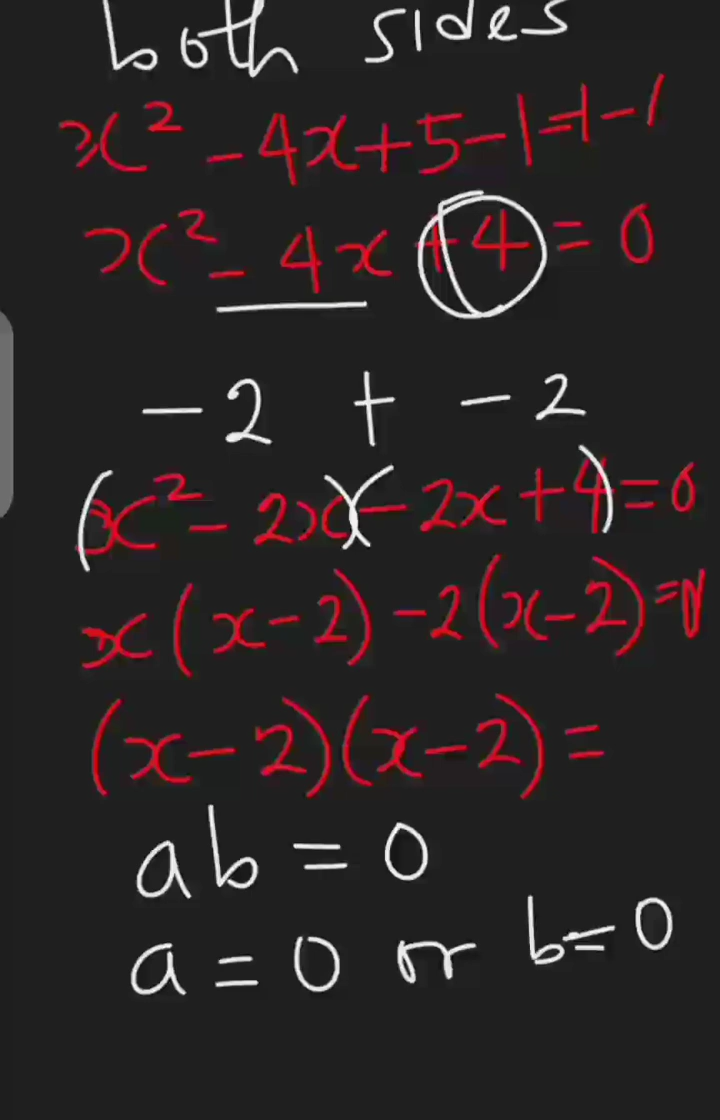 both sides
x² - 4x + 5 - 1 = 1 - 1
x² - 4x + 4 = 0
- 2 + - 2
(x² - 2x)(- 2x + 4) = 0
x(x - 2) - 2(x - 2) = 0
(x - 2)(x - 2) =
ab = 0
a = 0 or b = 0